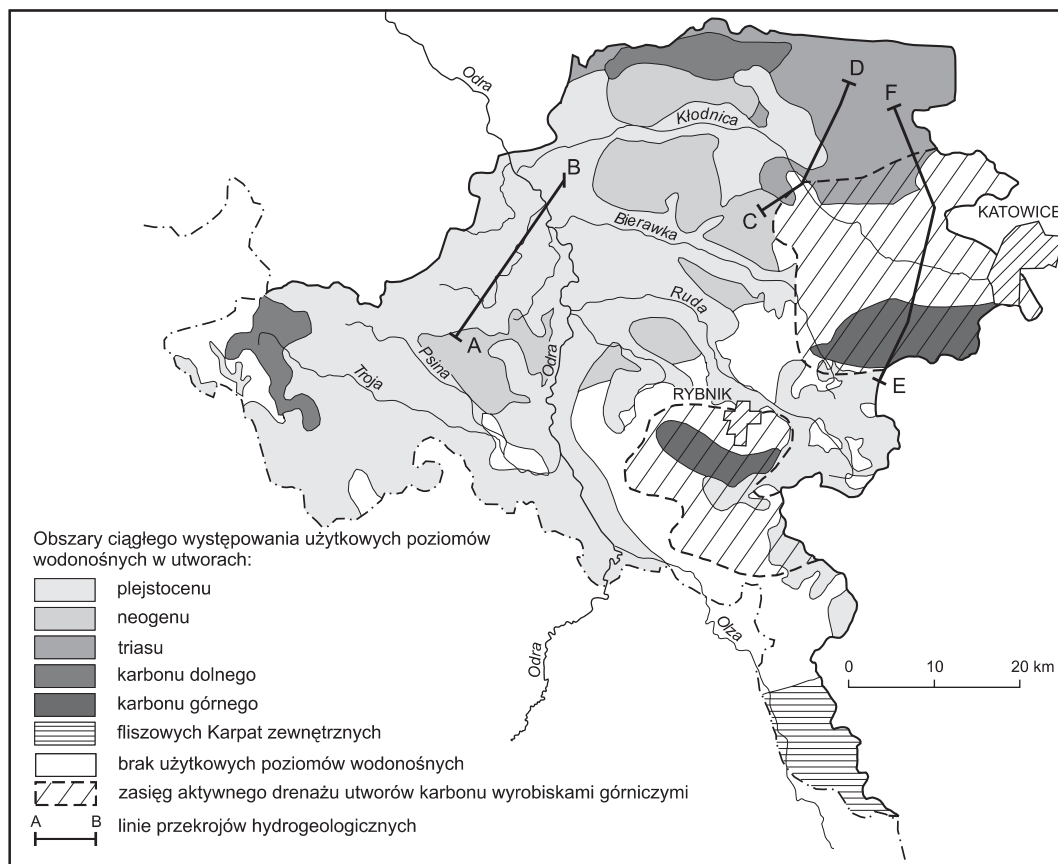 Odra
D
F
Kłodnica
B
C
KATOWICE
Bierawka
Ruda
A
Psina
Troja
Odra
E
RYBNIK
Obszary ciągłego występowania użytkowych poziomów
wodonośnych w utworach:
plejstocenu
neogenu
triasu
karbonu dolnego
karbonu górnego
fliszowych Karpat zewnętrznych
brak użytkowych poziomów wodonośnych
zasięg aktywnego drenażu utworów karbonu wyrobiskami górniczymi
A B
linie przekrojów hydrogeologicznych
Odra
Olza
0 10 20 km